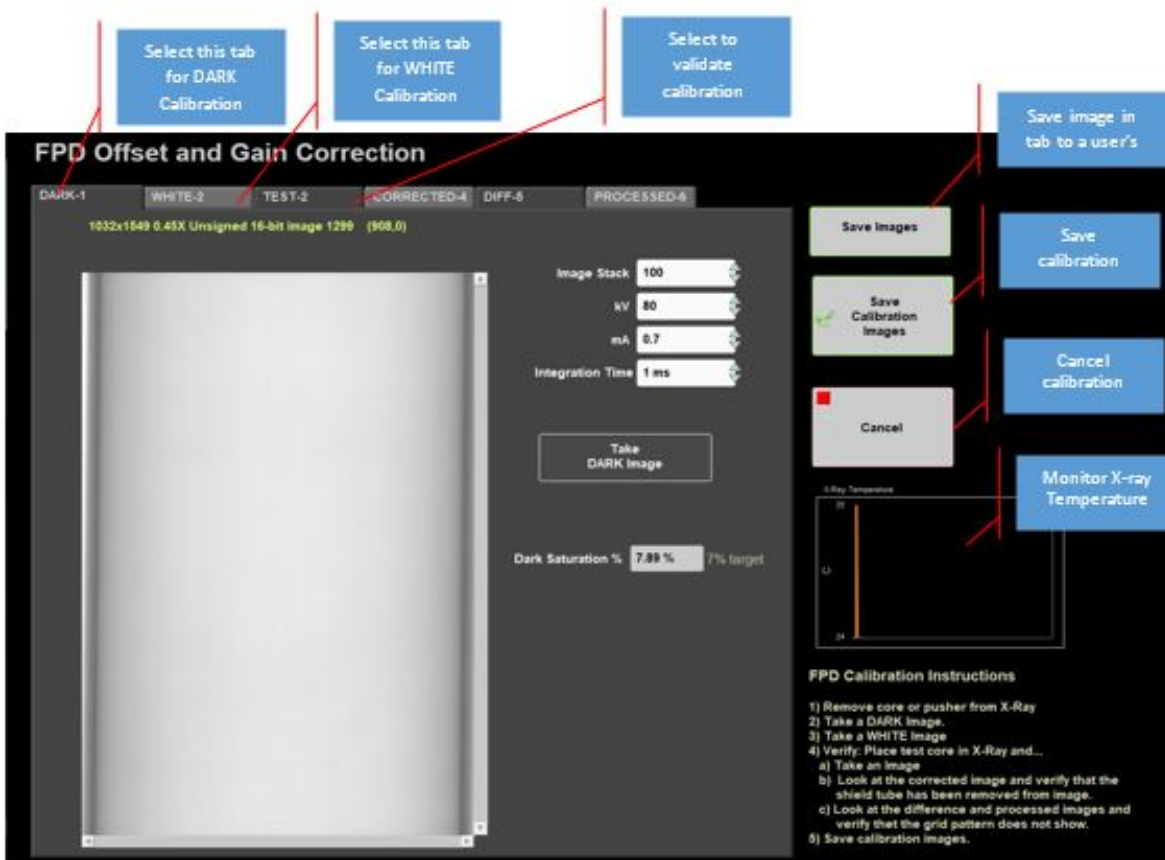 Select this tab
for DARK
Calibration
Select this tab
for WHITE
Calibration
Select to
validate
calibration
Save image in
tab to a user's
Save
calibration
Cancel
calibration
Monitor X-ray
Temperature
FPD Offset and Gain Correction
DARK-1
WHITE-2
TEST-2
CORRECTED-4
DIFF-5
PROCESSED-6
1032x1549 0.45X Unsigned 16-bit image 1299 (908,0)
Image Stack 100
kV 80
mA 0.7
Integration Time 1 ms
Take
DARK Image
Dark Saturation % 7.89 % 7% target
Save Images
Save
Calibration
Images
Cancel
X-Ray Temperature
25
C
24
FPD Calibration Instructions
1) Remove core or pusher from X-Ray
2) Take a DARK Image.
3) Take a WHITE Image
4) Verify: Place test core in X-Ray and...
a) Take an Image
b) Look at the corrected image and verify that the
shield tube has been removed from image.
c) Look at the difference and processed images and
verify thet the grid pattern does not show.
5) Save calibration images.